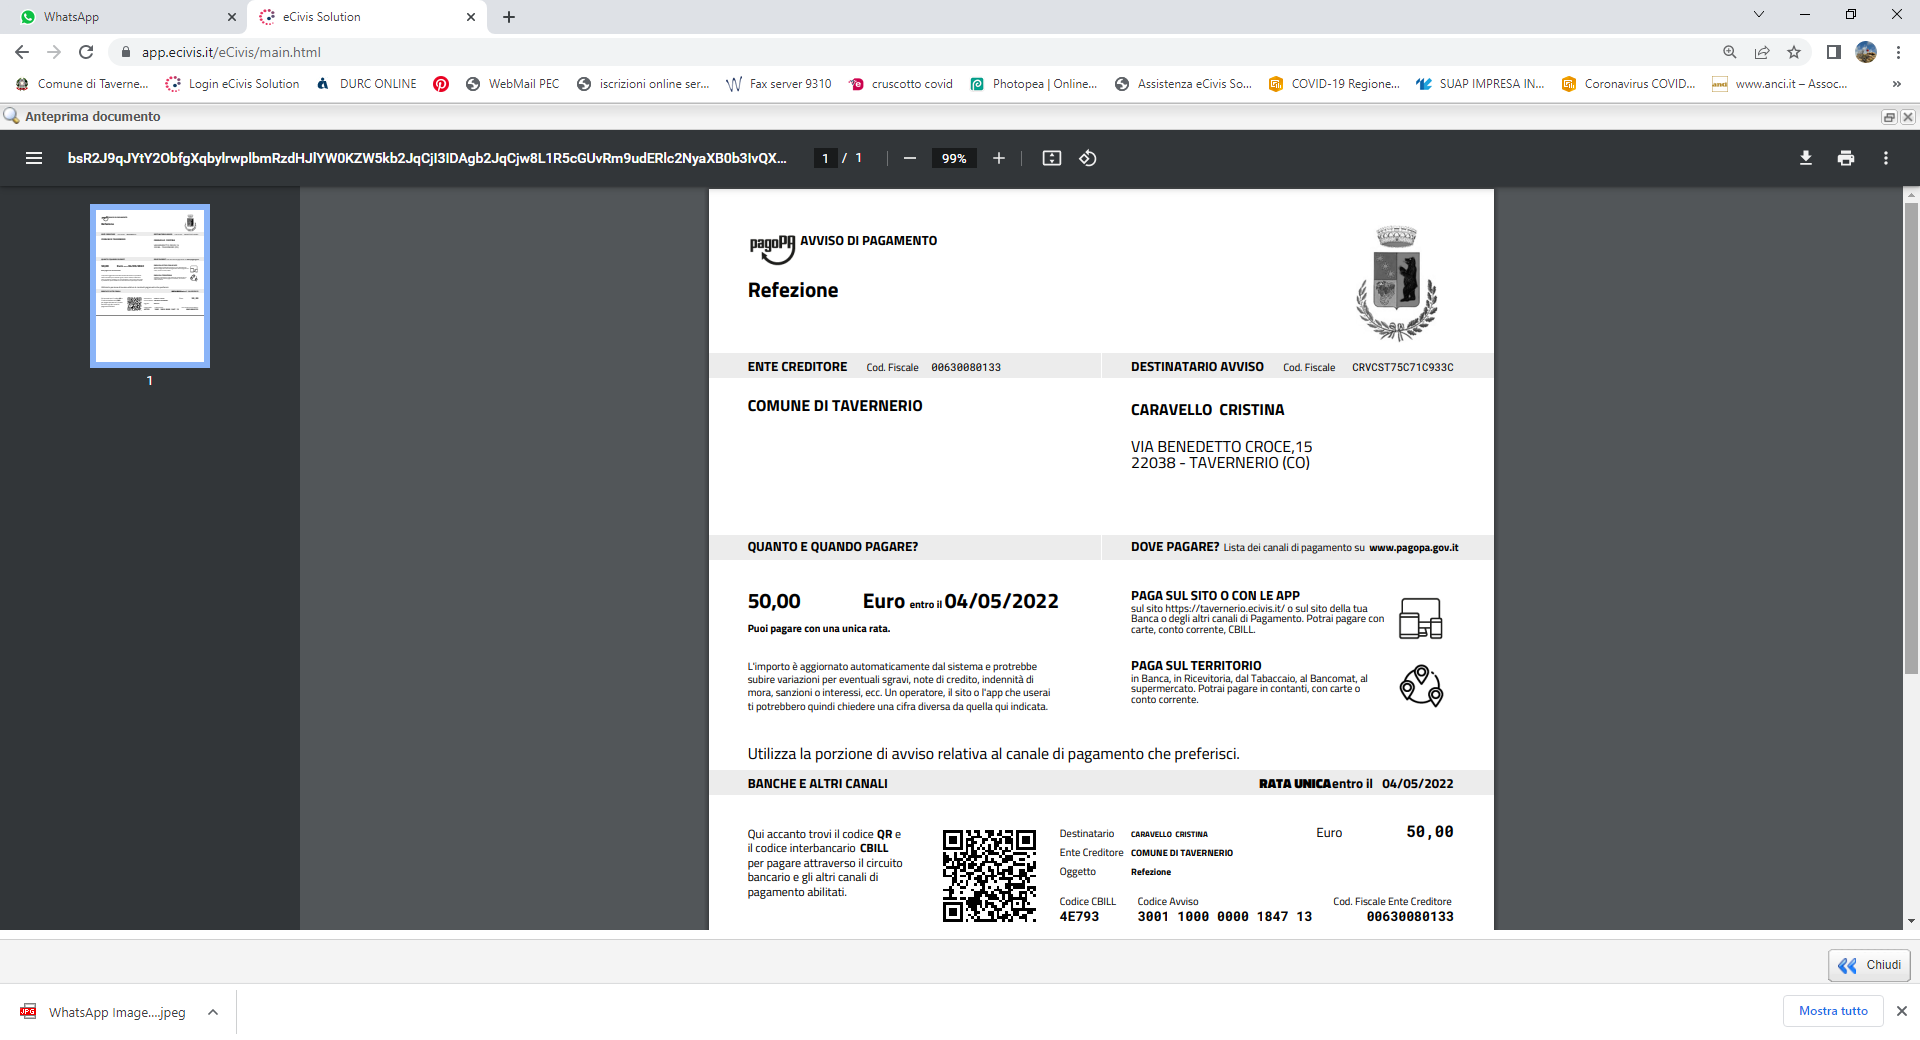 WhatsApp
eCivis Solution
app.ecivis.it/eCivis/main.html
Comune di Taverne...
Login eCivis Solution
DURC ONLINE
WebMail PEC
iscrizioni online ser...
Fax server 9310
cruscotto covid
Photopea | Online...
Assistenza eCivis So...
COVID-19 Regione...
SUAP IMPRESA IN...
Coronavirus COVID...
www.anci.it – Assoc...
Anteprima documento
1 / 1
99%
1
pagoPA AVVISO DI PAGAMENTO
Refezione
ENTE CREDITORE Cod. Fiscale 00630080133
DESTINATARIO AVVISO Cod. Fiscale CRVCST75C71C933C
COMUNE DI TAVERNERIO
CARAVELLO CRISTINA
VIA BENEDETTO CROCE,15
22038 - TAVERNERIO (CO)
QUANTO E QUANDO PAGARE?
DOVE PAGARE? Lista dei canali di pagamento su www.pagopa.gov.it
50,00 Euro entro il 04/05/2022
Puoi pagare con una unica rata.
L'importo è aggiornato automaticamente dal sistema e protrebbe
subire variazioni per eventuali sgravi, note di credito, indennità di
mora, sanzioni o interessi, ecc. Un operatore, il sito o l'app che userai
ti potrebbero quindi chiedere una cifra diversa da quella qui indicata.
PAGA SUL SITO O CON LE APP
sul sito https://tavernerio.ecivis.it/ o sul sito della tua
Banca o degli altri canali di Pagamento. Potrai pagare con
carte, conto corrente, CBILL.
PAGA SUL TERRITORIO
in Banca, in Ricevitoria, dal Tabaccaio, al Bancomat, al
supermercato. Potrai pagare in contanti, con carte o
conto corrente.
Utilizza la porzione di avviso relativa al canale di pagamento che preferisci.
BANCHE E ALTRI CANALI
RATA UNICA entro il 04/05/2022
Qui accanto trovi il codice QR e
il codice interbancario CBILL
per pagare attraverso il circuito
bancario e gli altri canali di
pagamento abilitati.
Destinatario CARAVELLO CRISTINA
Euro 50,00
Ente Creditore COMUNE DI TAVERNERIO
Oggetto Refezione
Codice CBILL Codice Avviso Cod. Fiscale Ente Creditore
4E793 3001 1000 0000 1847 13 00630080133
Chiudi
WhatsApp Image....jpeg
Mostra tutto